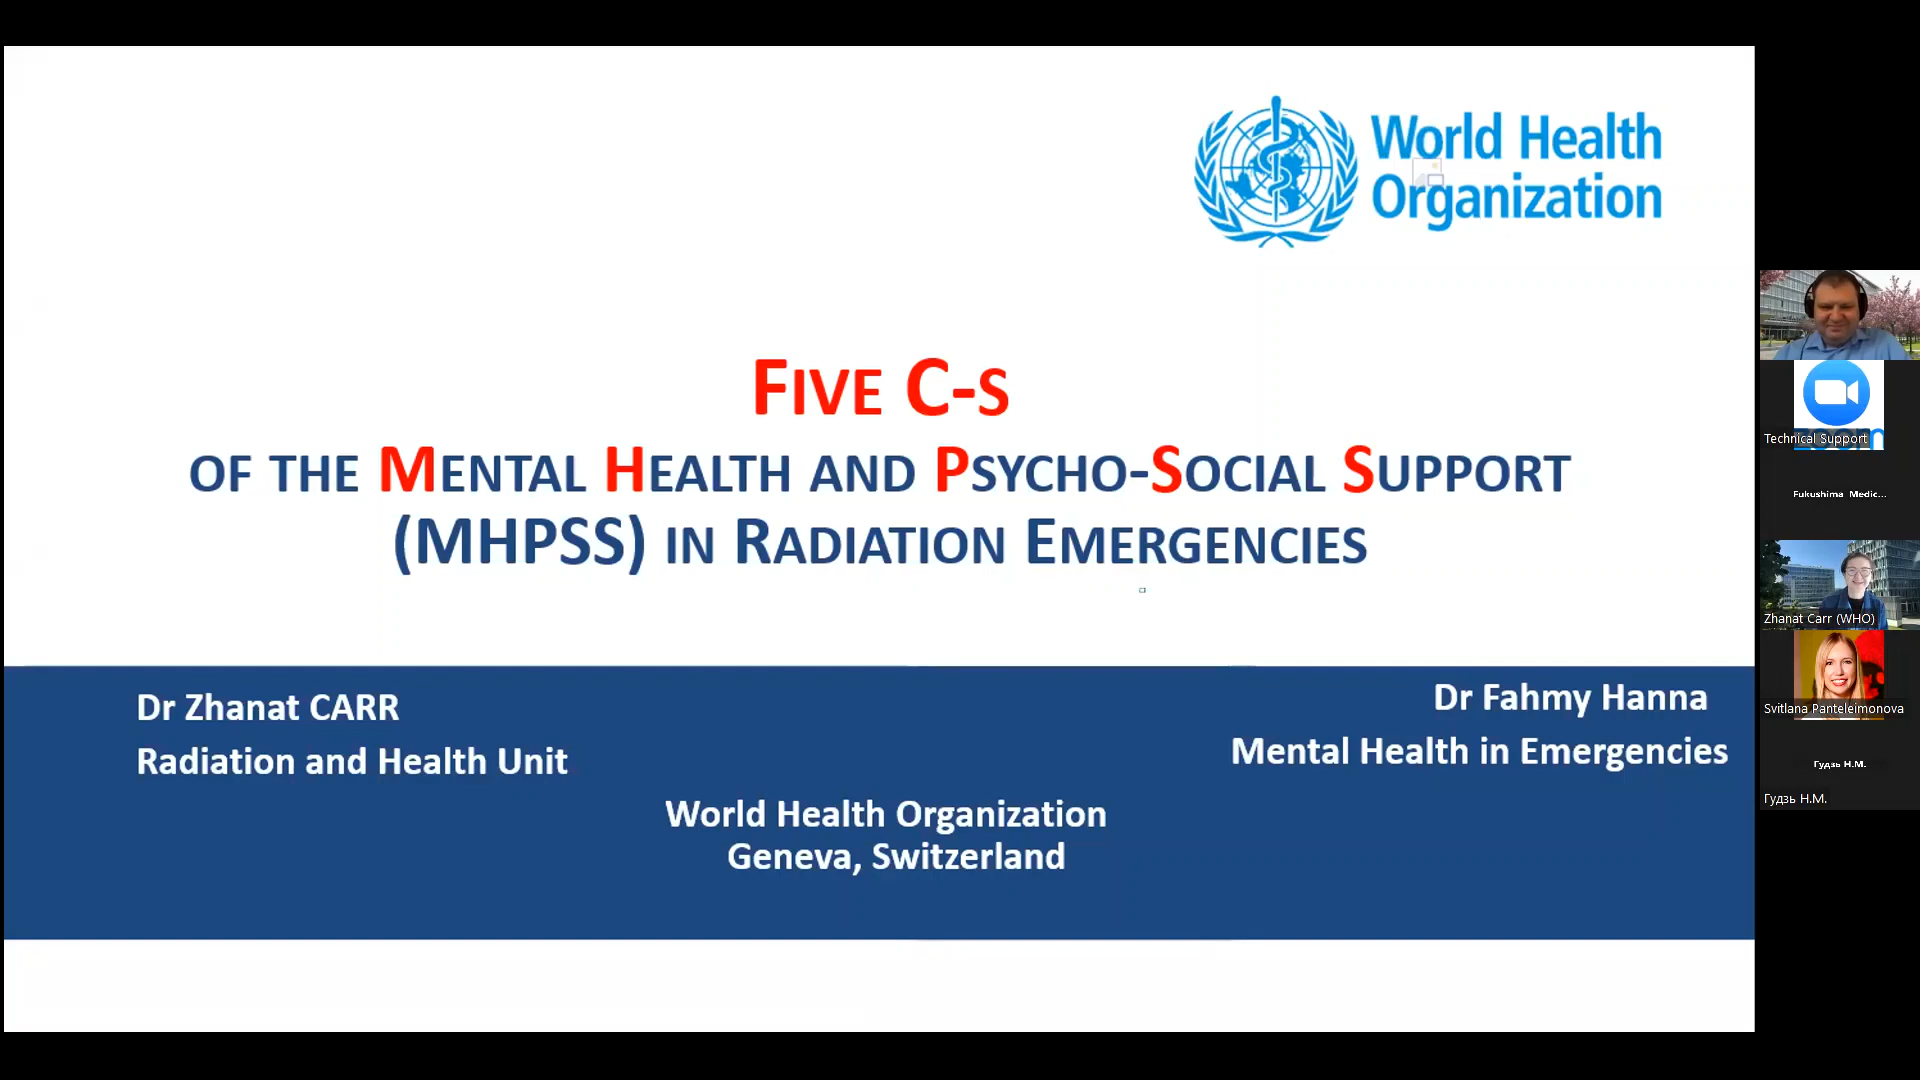 World Health
Organization
FIVE C-S
OF THE MENTAL HEALTH AND PSYCHO-SOCIAL SUPPORT
(MHPSS) IN RADIATION EMERGENCIES
Dr Zhanat CARR
Radiation and Health Unit
Dr Fahmy Hanna
Mental Health in Emergencies
World Health Organization
Geneva, Switzerland
Technical Support
Fukushima Medic...
Zhanat Carr (WHO)
Svitlana Panteleimonova
Гудзь Н.М.
Гудзь Н.М.